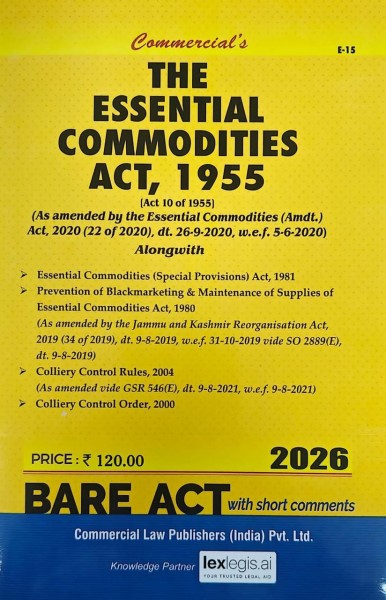 Commercial's
E-15
THE
ESSENTIAL
COMMODITIES
ACT, 1955
[Act 10 of 1955]
(As amended by the Essential Commodities (Amdt.)
Act, 2020 (22 of 2020), dt. 26-9-2020, w.e.f. 5-6-2020)
Alongwith
➢ Essential Commodities (Special Provisions) Act, 1981
➢ Prevention of Blackmarketing & Maintenance of Supplies of
Essential Commodities Act, 1980
(As amended by the Jammu and Kashmir Reorganisation Act,
2019 (34 of 2019), dt. 9-8-2019, w.e.f. 31-10-2019 vide SO 2889(E),
dt. 9-8-2019)
➢ Colliery Control Rules, 2004
(As amended vide GSR 546(E), dt. 9-8-2021, w.e.f. 9-8-2021)
➢ Colliery Control Order, 2000
PRICE : ₹ 120.00
2026
BARE ACT with short comments
Commercial Law Publishers (India) Pvt. Ltd.
Knowledge Partner lexlegis.ai
YOUR TRUSTED LEGAL AID